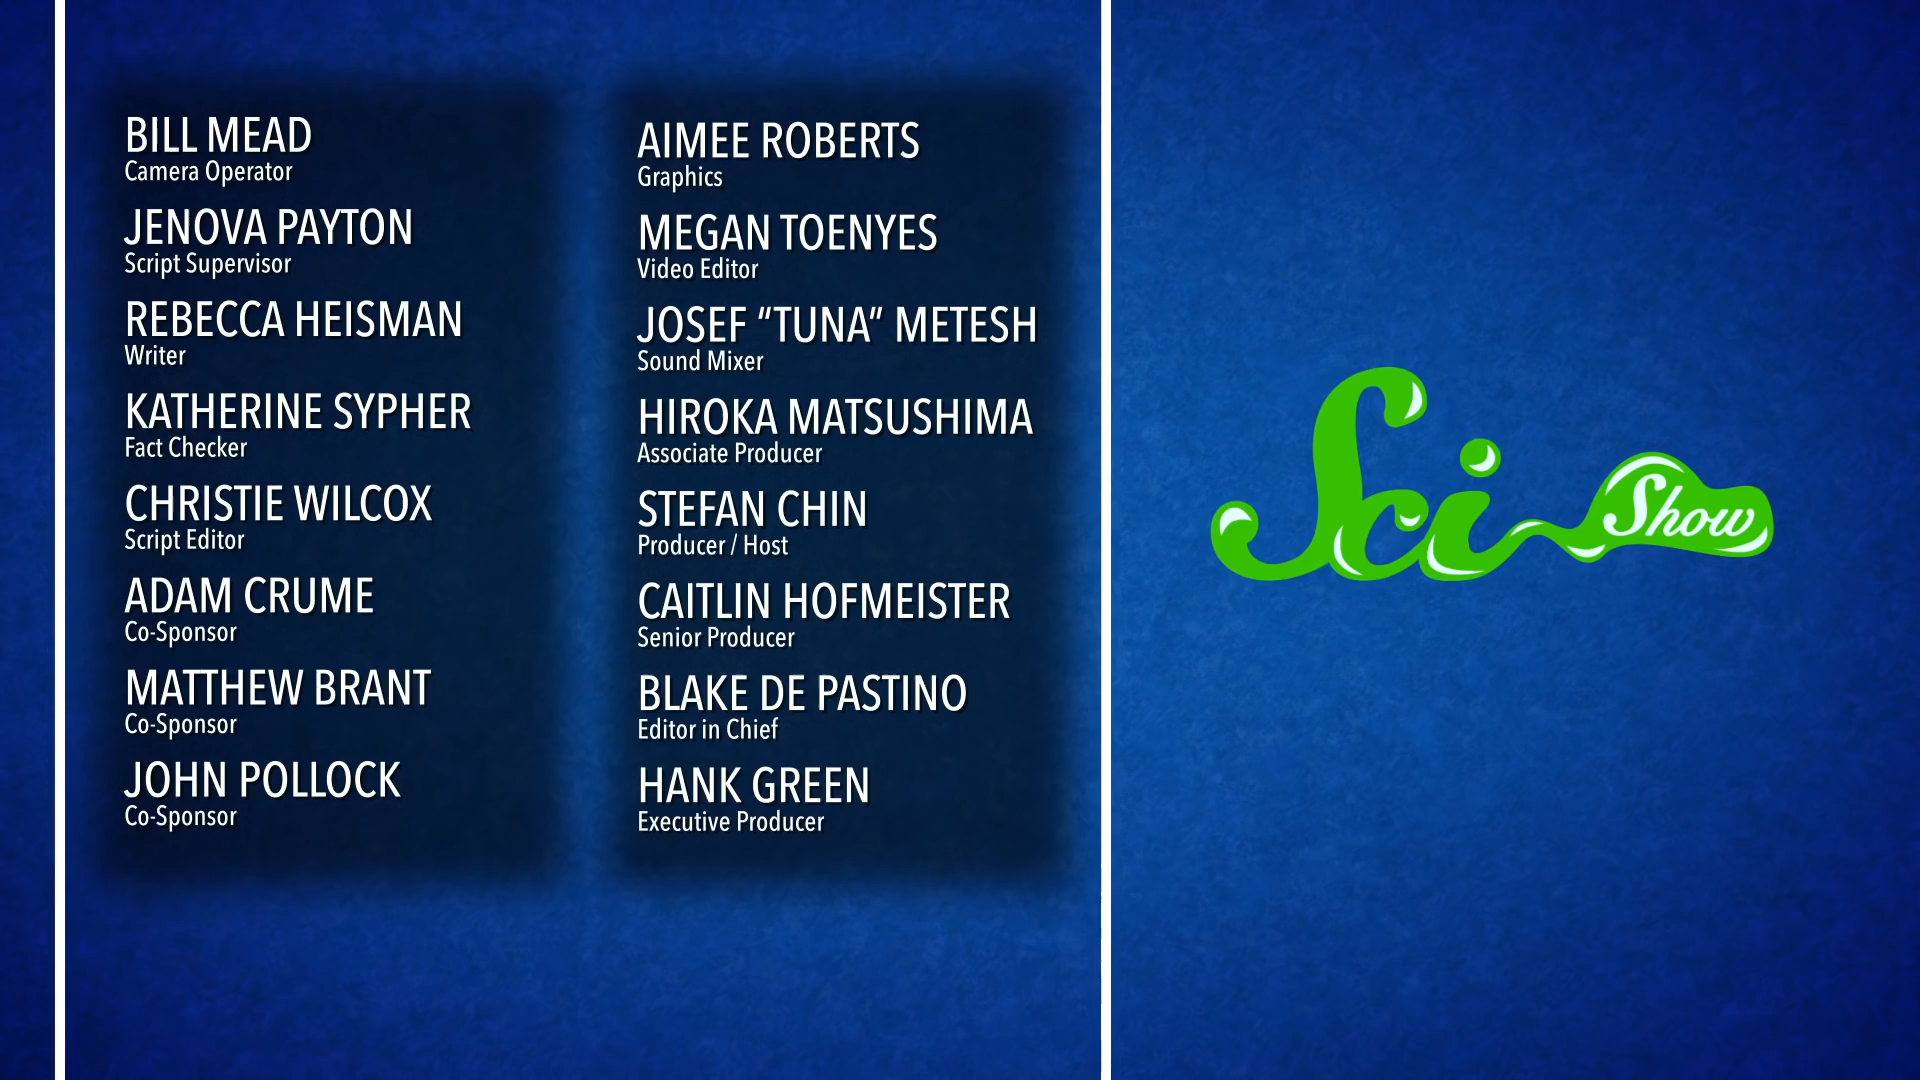 BILL MEAD
Camera Operator
JENOVA PAYTON
Script Supervisor
REBECCA HEISMAN
Writer
KATHERINE SYPHER
Fact Checker
CHRISTIE WILCOX
Script Editor
ADAM CRUME
Co-Sponsor
MATTHEW BRANT
Co-Sponsor
JOHN POLLOCK
Co-Sponsor
AIMEE ROBERTS
Graphics
MEGAN TOENYES
Video Editor
JOSEF “TUNA” METESH
Sound Mixer
HIROKA MATSUSHIMA
Associate Producer
STEFAN CHIN
Producer / Host
CAITLIN HOFMEISTER
Senior Producer
BLAKE DE PASTINO
Editor in Chief
HANK GREEN
Executive Producer
Sci Show